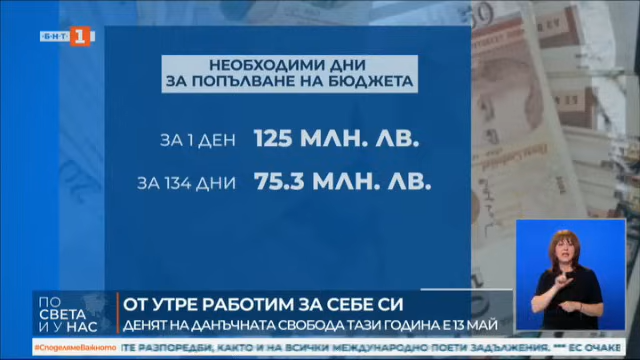 БНТ 1
НЕОБХОДИМИ ДНИ
ЗА ПОПЪЛВАНЕ НА БЮДЖЕТА
ЗА 1 ДЕН 125 МЛН. ЛВ.
ЗА 134 ДНИ 75.3 МЛН. ЛВ.
ПО СВЕТА И У НАС
ОТ УТРЕ РАБОТИМ ЗА СЕБЕ СИ
ДЕНЯТ НА ДАНЪЧНАТА СВОБОДА ТАЗИ ГОДИНА Е 13 МАЙ
#СподелямеВажното ТЕ РАЗПОРЕДБИ, КАКТО И НА ВСИЧКИ МЕЖДУНАРОДНО ПОЕТИ ЗАДЪЛЖЕНИЯ. *** ЕС ОЧАКВЕ